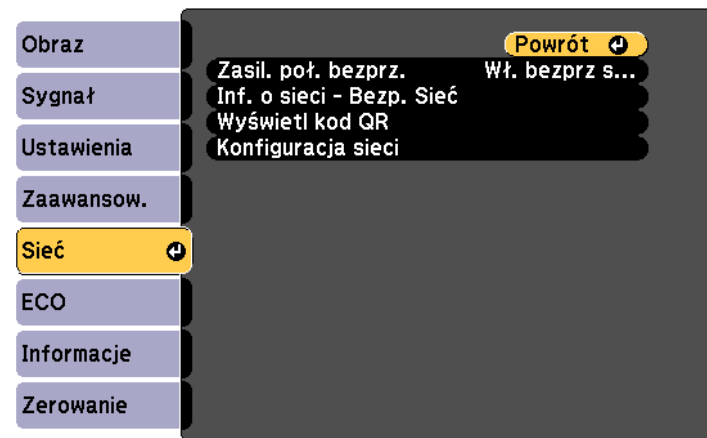 Obraz
Sygnał
Ustawienia
Zaawansow.
Sieć
ECO
Informacje
Zerowanie
Powrót
Zasil. poł. bezprz. Wł. bezprz s...
Inf. o sieci - Bezp. Sieć
Wyświetl kod QR
Konfiguracja sieci